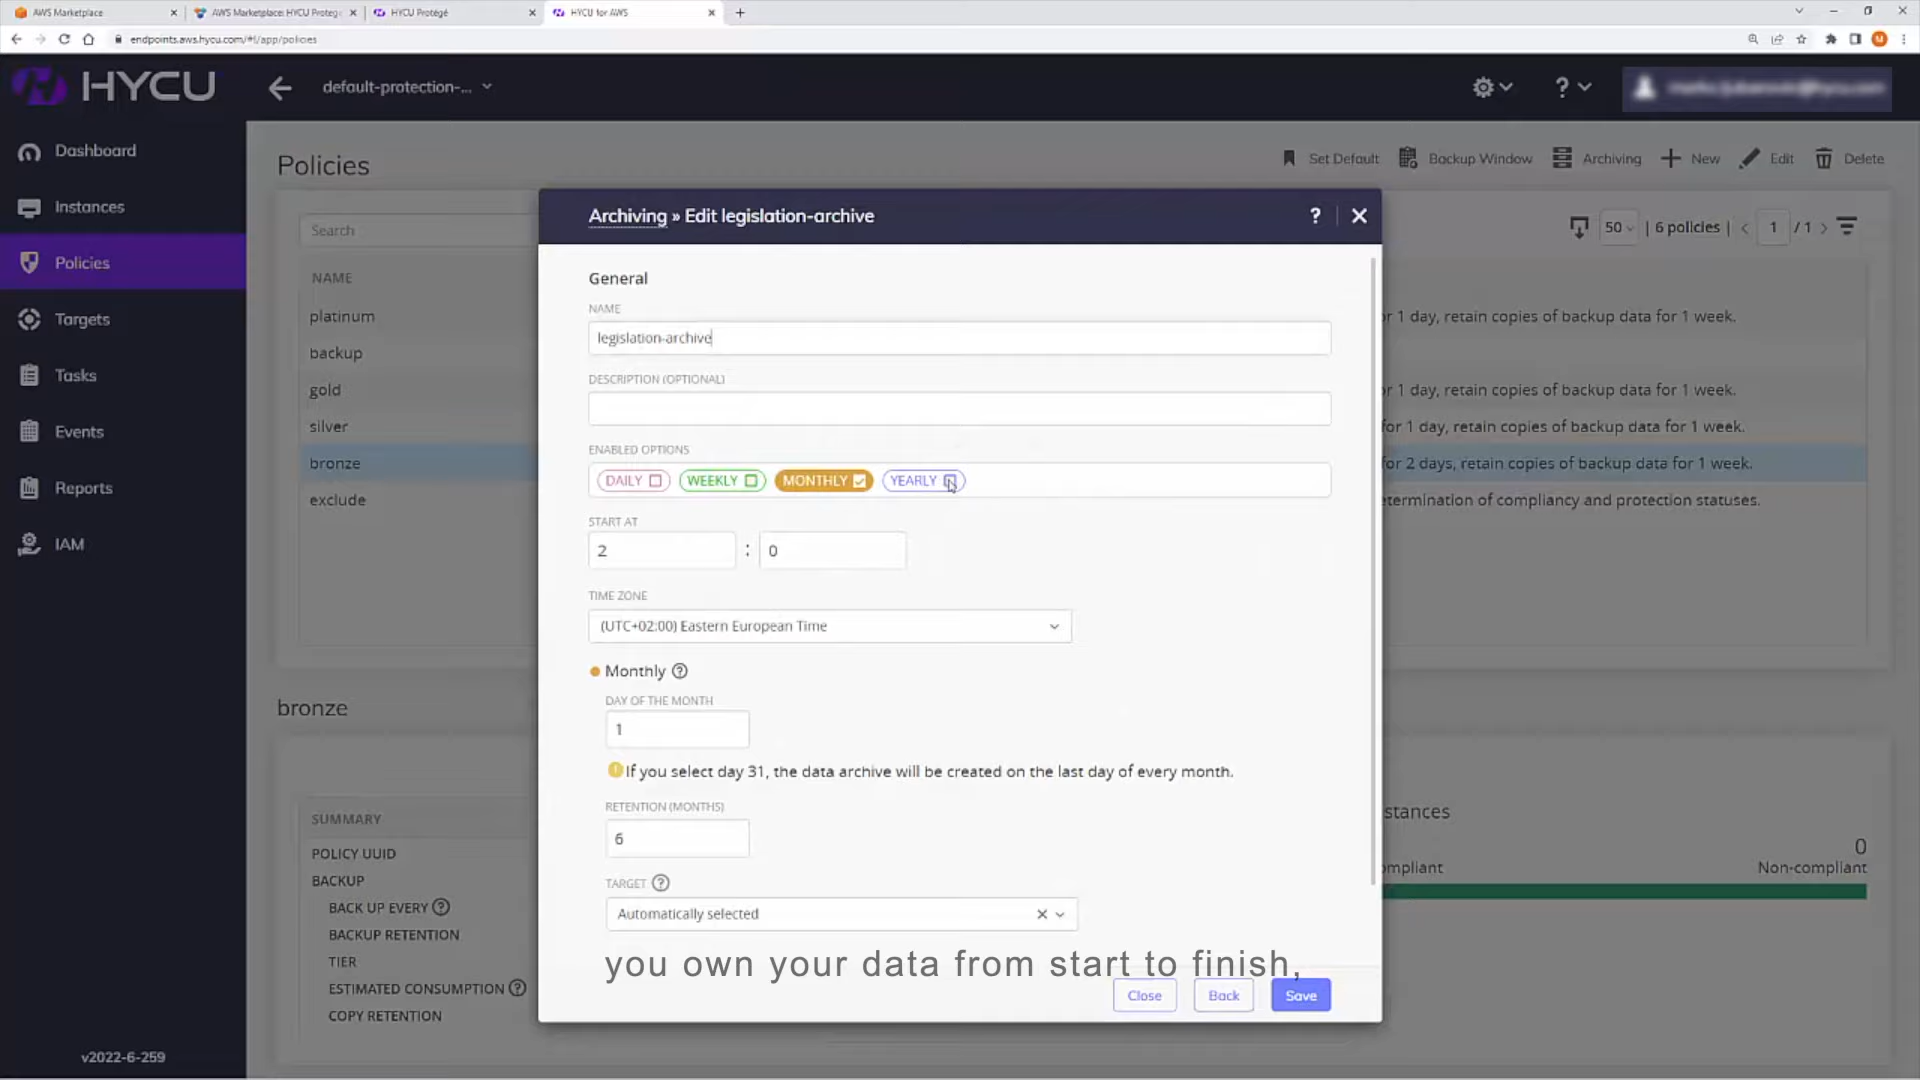 AWS Marketplace
AWS Marketplace: HYCU Protege
HYCU Protégé
HYCU for AWS
endpoints.aws.hycu.com/#!/app/policies
HYCU
default-protection-...
?
Dashboard
Instances
Policies
Targets
Tasks
Events
Reports
IAM
v2022-6-259
Policies
Set Default
Backup Window
Archiving
New
Edit
Delete
Search
50
| 6 policies |
1 / 1
NAME
platinum
or 1 day, retain copies of backup data for 1 week.
backup
gold
or 1 day, retain copies of backup data for 1 week.
silver
for 1 day, retain copies of backup data for 1 week.
bronze
for 2 days, retain copies of backup data for 1 week.
exclude
etermination of compliancy and protection statuses.
bronze
SUMMARY
POLICY UUID
BACKUP
BACK UP EVERY ?
BACKUP RETENTION
TIER
ESTIMATED CONSUMPTION ?
COPY RETENTION
stances
0
mpliant
Non-compliant
Archiving » Edit legislation-archive
?
General
NAME
legislation-archive
DESCRIPTION (OPTIONAL)
ENABLED OPTIONS
DAILY WEEKLY MONTHLY YEARLY
START AT
2 : 0
TIME ZONE
(UTC+02:00) Eastern European Time
Monthly ?
DAY OF THE MONTH
1
If you select day 31, the data archive will be created on the last day of every month.
RETENTION (MONTHS)
6
TARGET ?
Automatically selected
you own your data from start to finish,
Close
Back
Save